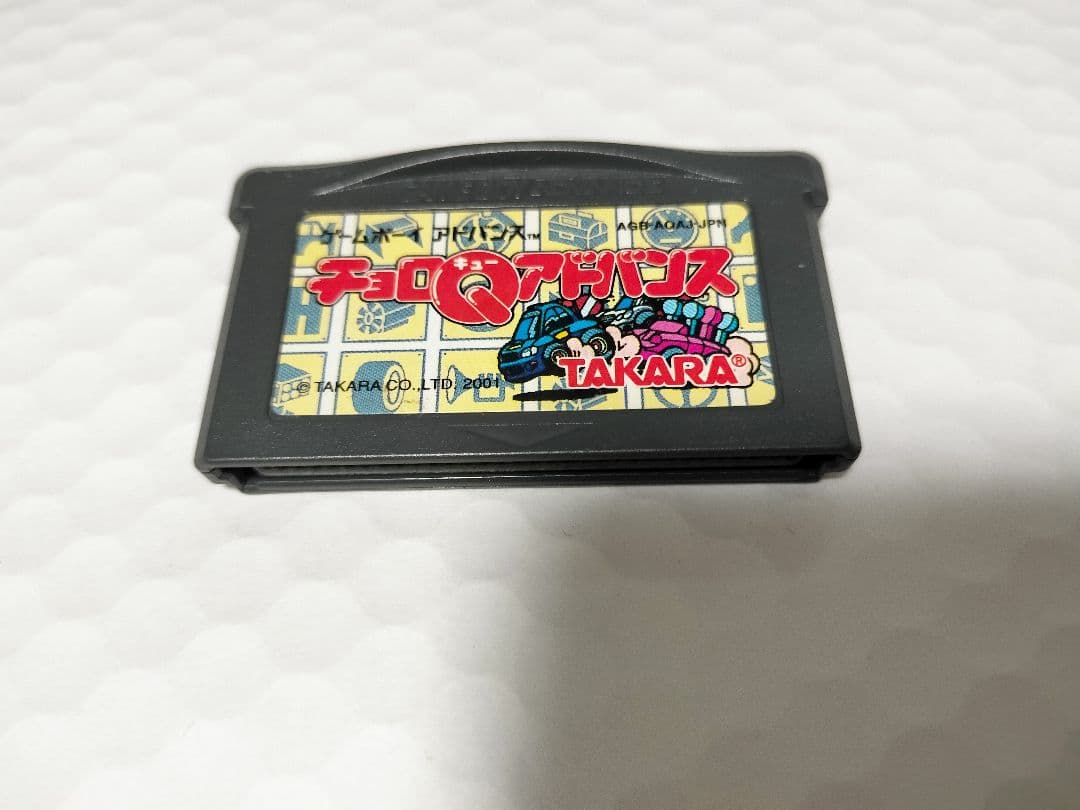 ゲームボーイ アドバンス™
AGB-AQAJ-JPN
チョロQアドバンス
キュー
TAKARA®
© TAKARA CO.,LTD. 2001